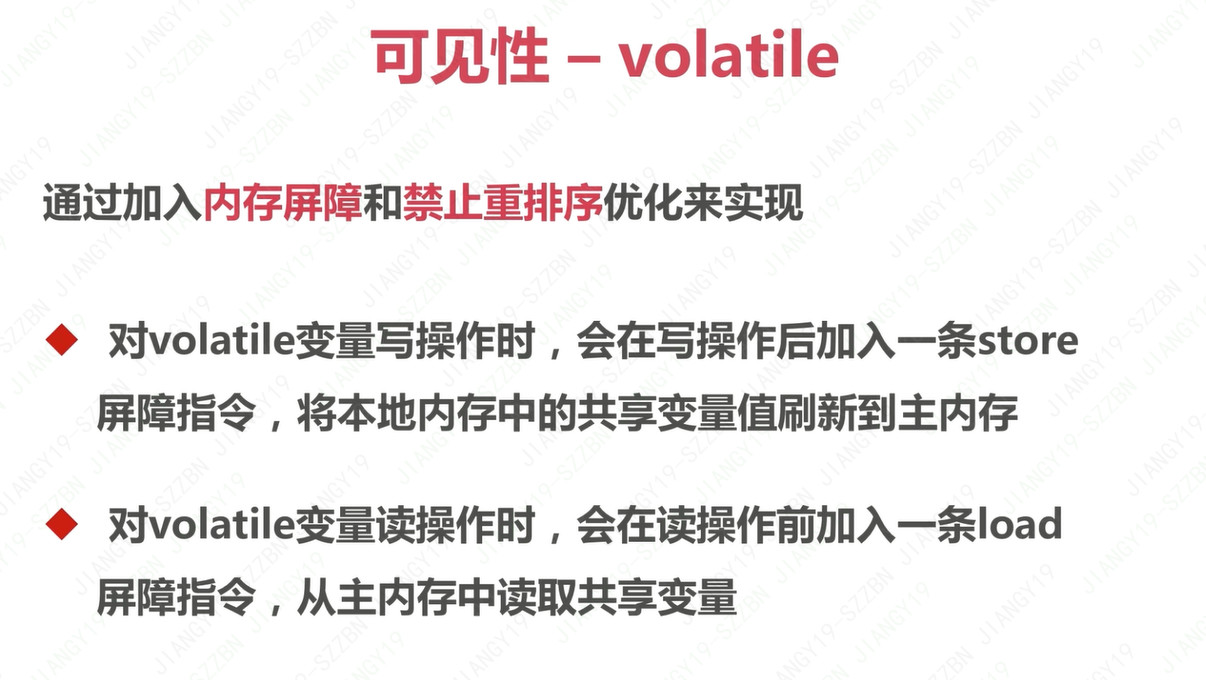 可见性 – volatile
通过加入内存屏障和禁止重排序优化来实现
对volatile变量写操作时，会在写操作后加入一条store
屏障指令，将本地内存中的共享变量值刷新到主内存
对volatile变量读操作时，会在读操作前加入一条load
屏障指令，从主内存中读取共享变量
JIANGY19-SZZBN